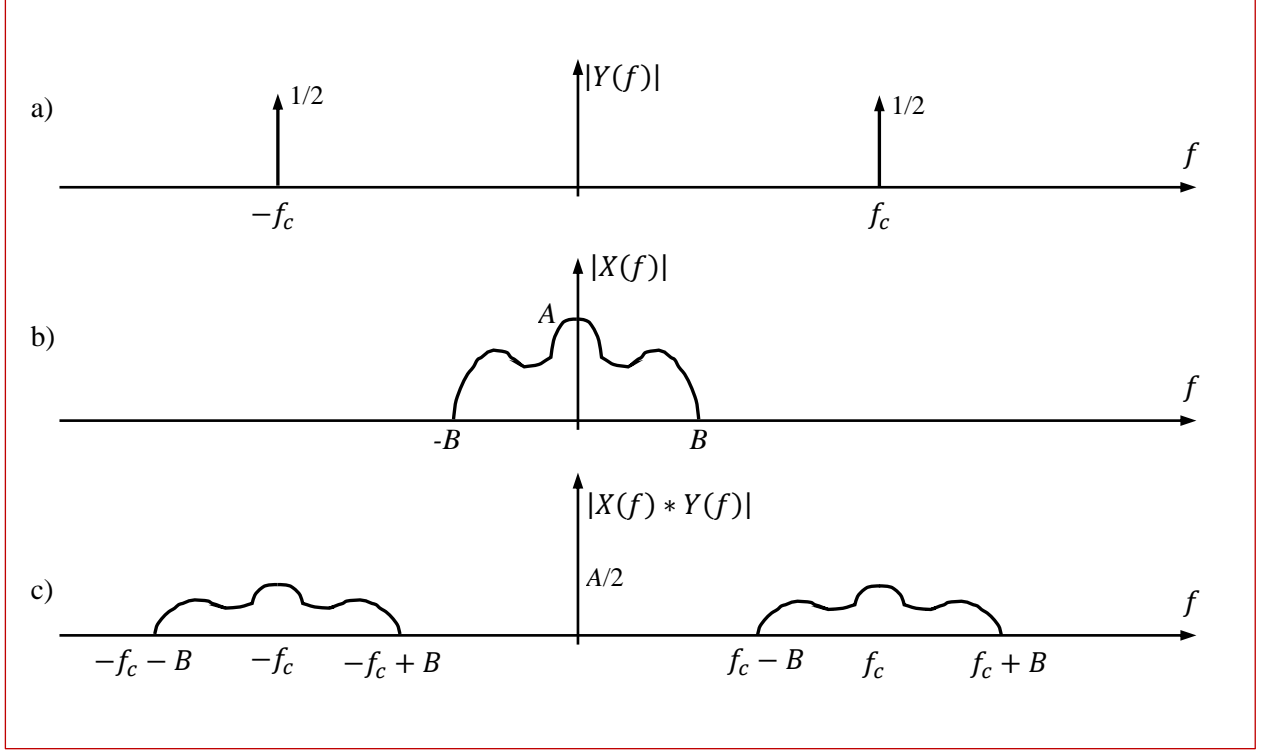 a)
|Y(f)|
1/2
1/2
f
−f_c
f_c
b)
|X(f)|
A
f
-B
B
c)
|X(f) ∗ Y(f)|
A/2
f
−f_c − B
−f_c
−f_c + B
f_c − B
f_c
f_c + B